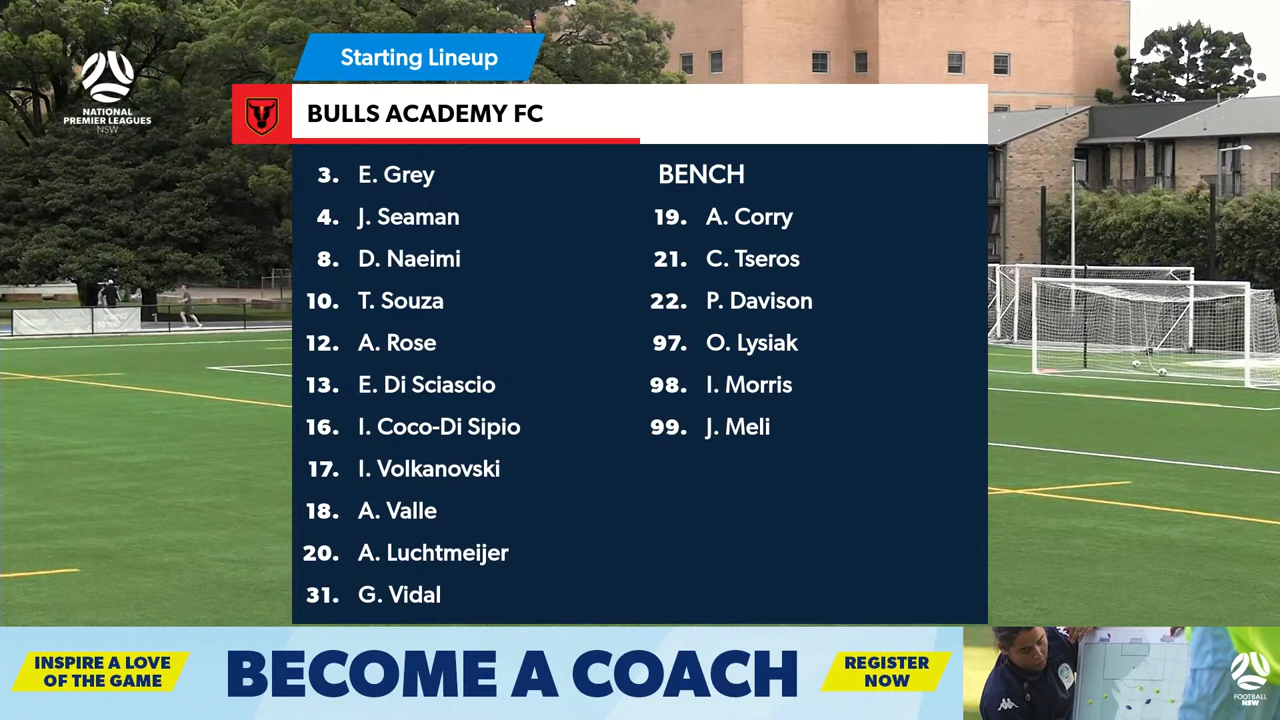 NATIONAL
PREMIER LEAGUES
NSW
Starting Lineup
BULLS ACADEMY FC
3. E. Grey
4. J. Seaman
8. D. Naeimi
10. T. Souza
12. A. Rose
13. E. Di Sciascio
16. I. Coco-Di Sipio
17. I. Volkanovski
18. A. Valle
20. A. Luchtmeijer
31. G. Vidal
BENCH
19. A. Corry
21. C. Tseros
22. P. Davison
97. O. Lysiak
98. I. Morris
99. J. Meli
INSPIRE A LOVE
OF THE GAME
BECOME A COACH
REGISTER
NOW
FOOTBALL
NSW